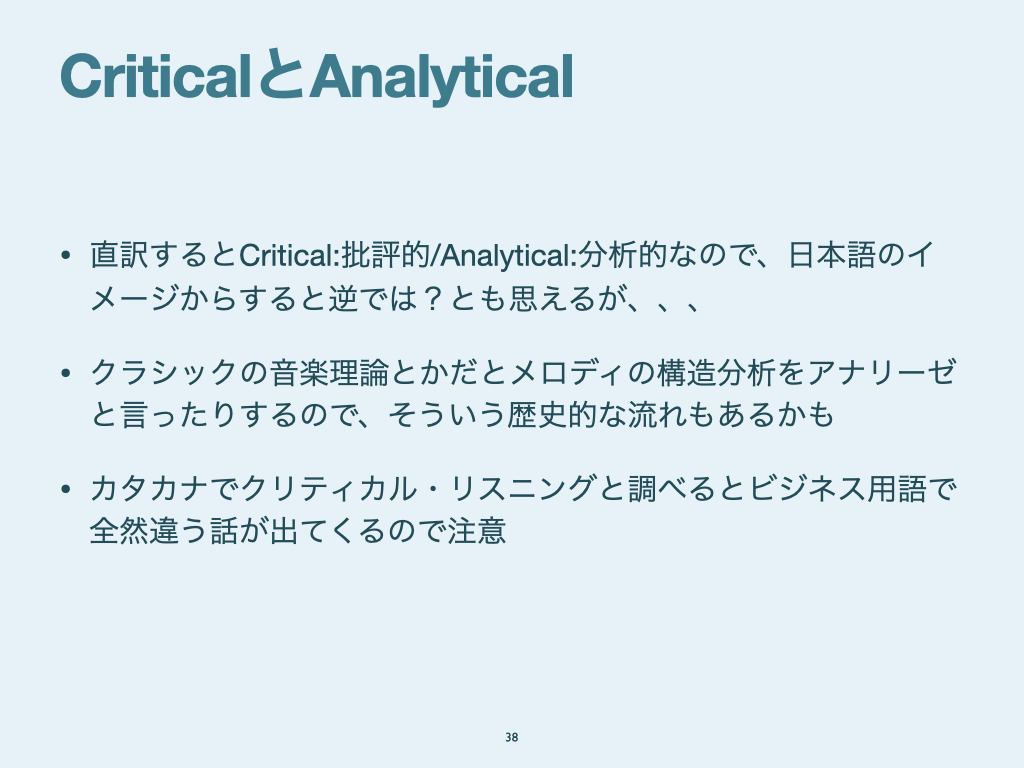 CriticalとAnalytical
• 直訳するとCritical:批評的/Analytical:分析的なので、日本語のイ
メージからすると逆では？とも思えるが、、、
• クラシックの音楽理論とかだとメロディの構造分析をアナリーゼ
と言ったりするので、そういう歴史的な流れもあるかも
• カタカナでクリティカル・リスニングと調べるとビジネス用語で
全然違う話が出てくるので注意
38